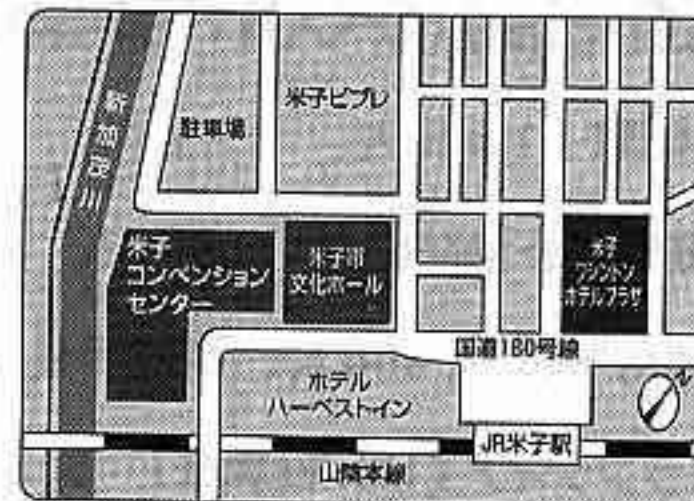 米子ビブレ
駐車場
川
米子
コンベンション
センター
米子市
文化ホール
米子
ワシントン
ホテルプラザ
国道180号線
ホテル
ハーベストイン
JR米子駅
山陰本線